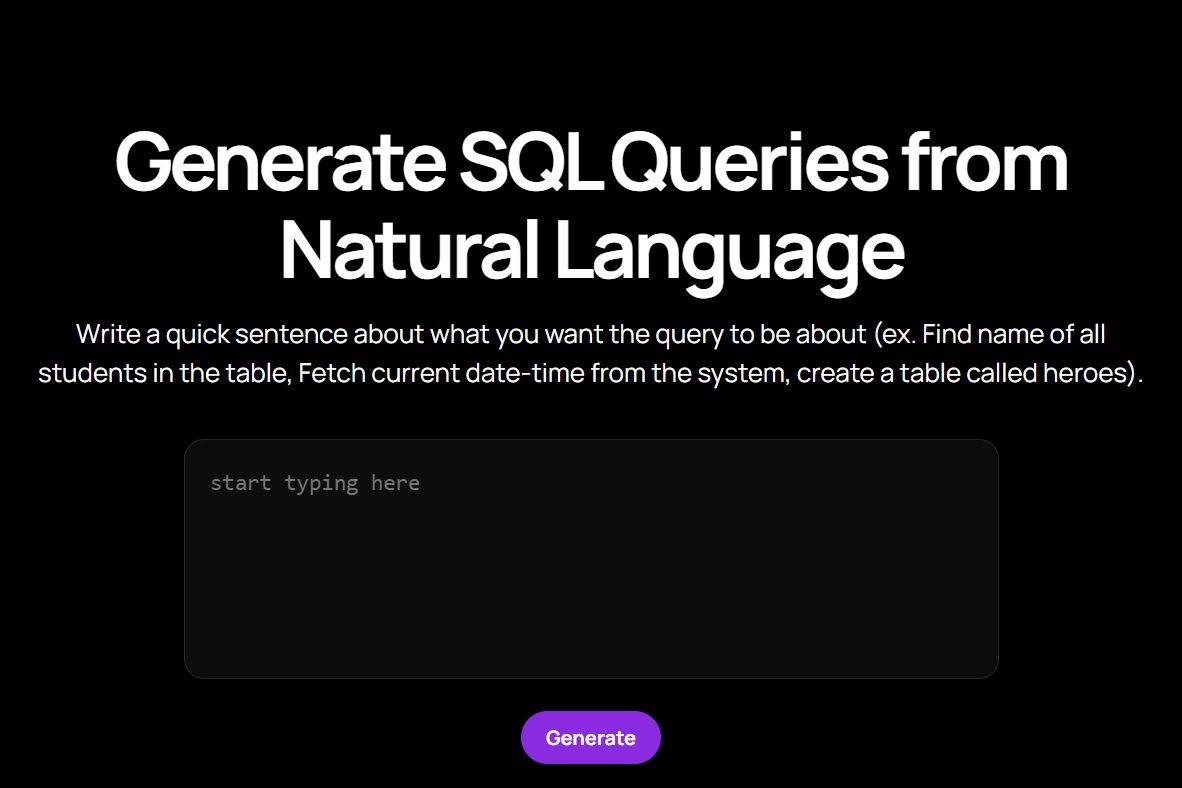 Generate SQL Queries from
Natural Language
Write a quick sentence about what you want the query to be about (ex. Find name of all
students in the table, Fetch current date-time from the system, create a table called heroes).
start typing here
Generate